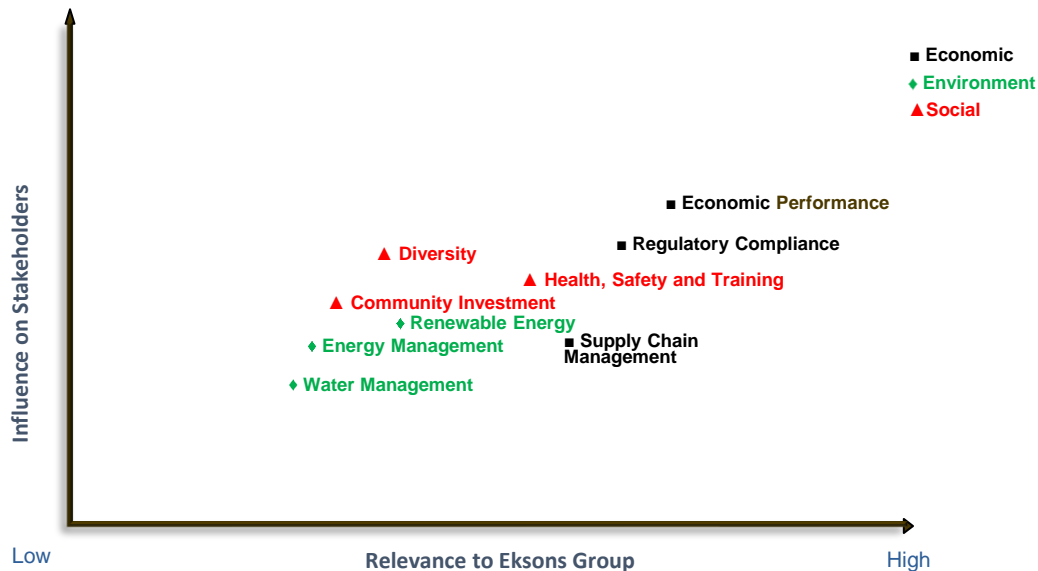 ■ Economic
♦ Environment
▲Social
■ Economic Performance
■ Regulatory Compliance
▲ Diversity
▲ Health, Safety and Training
▲ Community Investment
♦ Renewable Energy
♦ Energy Management
■ Supply Chain
Management
♦ Water Management
Influence on Stakeholders
Low
Relevance to Eksons Group
High